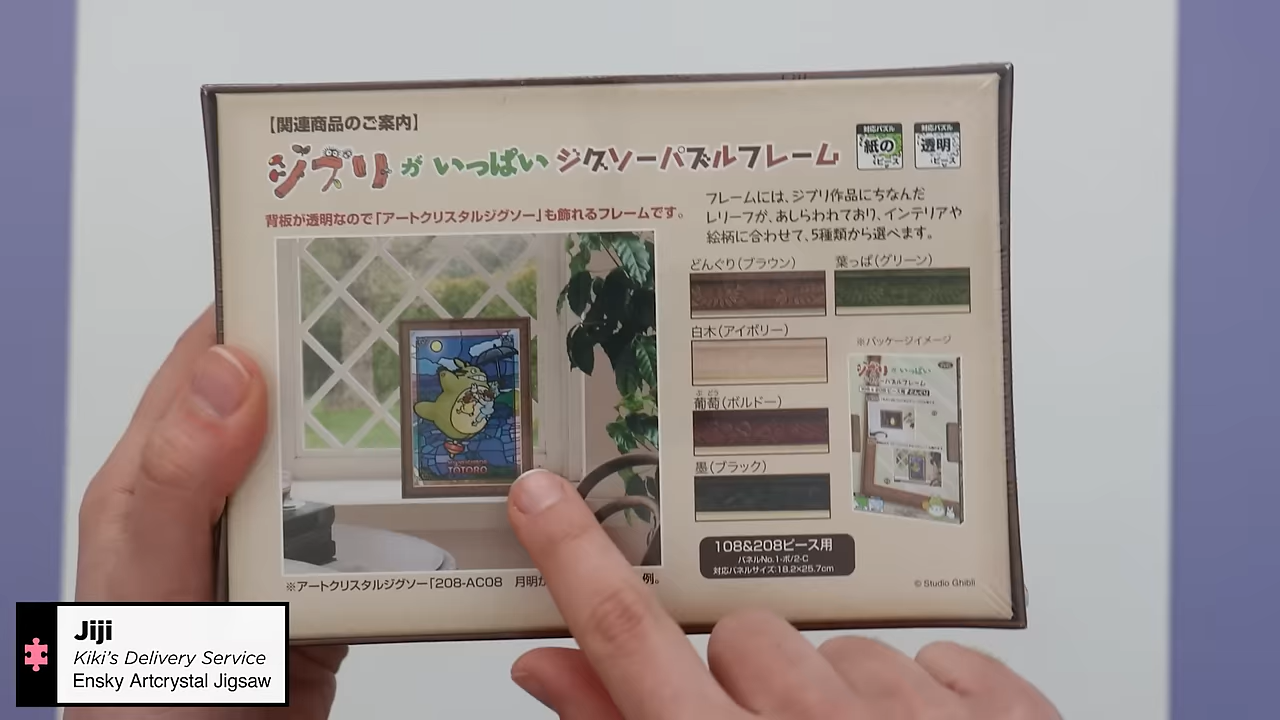 【関連商品のご案内】
ジブリがいっぱい ジグソーパズルフレーム
対応パズル
紙の
ピース
対応パズル
透明
ピース
背板が透明なので「アートクリスタルジグソー」も飾れるフレームです。
フレームには、ジブリ作品にちなんだ
レリーフが、あしらわれており、インテリアや
絵柄に合わせて、5種類から選べます。
どんぐり(ブラウン)
葉っぱ(グリーン)
白木(アイボリー)
※パッケージイメージ
ぶどう
葡萄(ボルドー)
墨(ブラック)
TOTORO
108&208ピース用
パネルNo.1-ボ/2-C
対応パネルサイズ:18.2×25.7cm
※アートクリスタルジグソー「208-AC08 月明か
例。
© Studio Ghibli
Jiji
Kiki's Delivery Service
Ensky Artcrystal Jigsaw